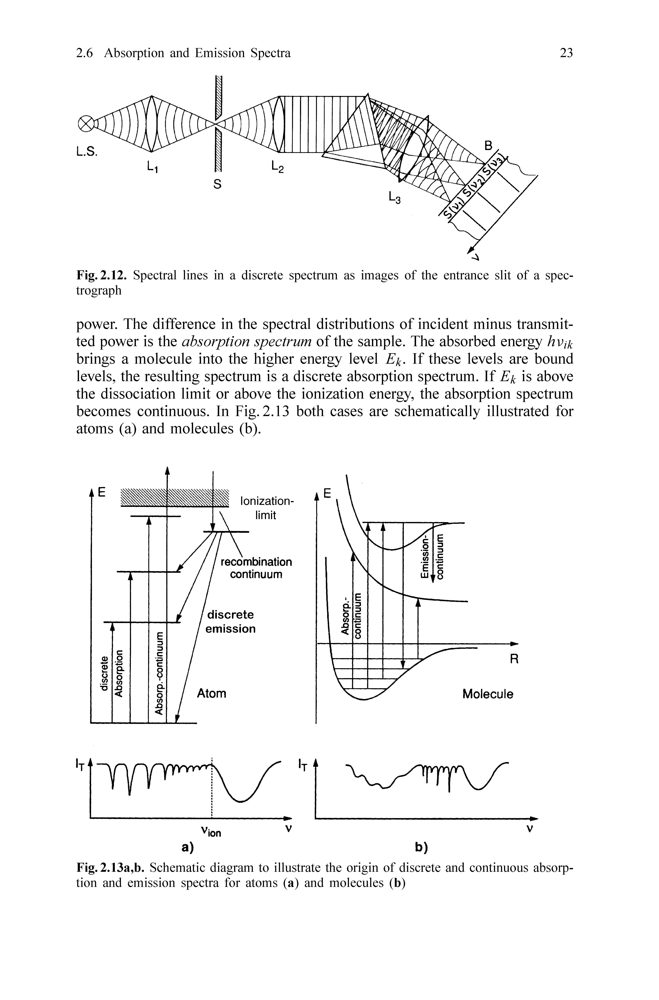 2.6 Absorption and Emission Spectra 23
L.S.
L1
S
L2
L3
B
S(ν1) S(ν2) S(ν3)
ν
Fig. 2.12. Spectral lines in a discrete spectrum as images of the entrance slit of a spec-
trograph
power. The difference in the spectral distributions of incident minus transmit-
ted power is the absorption spectrum of the sample. The absorbed energy hνik
brings a molecule into the higher energy level Ek. If these levels are bound
levels, the resulting spectrum is a discrete absorption spectrum. If Ek is above
the dissociation limit or above the ionization energy, the absorption spectrum
becomes continuous. In Fig. 2.13 both cases are schematically illustrated for
atoms (a) and molecules (b).
E
Ionization-
limit
recombination
continuum
discrete
emission
discrete
Absorption
Absorp.-continuum
Atom
E
Emission-
continuum
Absorp.-
continuum
R
Molecule
IT
νion
ν
a)
IT
ν
b)
Fig. 2.13a,b. Schematic diagram to illustrate the origin of discrete and continuous absorp-
tion and emission spectra for atoms (a) and molecules (b)